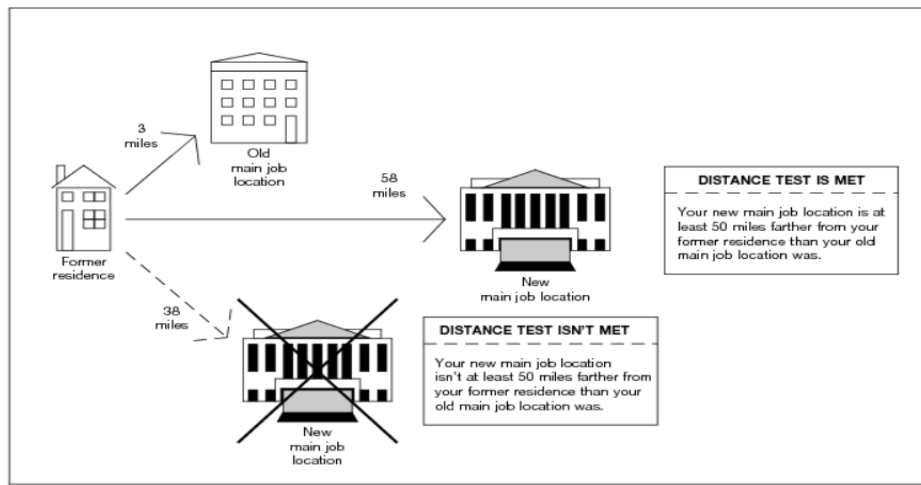 3
miles
Old
main job
location
58
miles
Former
residence
New
main job location
DISTANCE TEST IS MET
Your new main job location is at
least 50 miles farther from your
former residence than your old
main job location was.
38
miles
New
main job
location
DISTANCE TEST ISN'T MET
Your new main job location
isn't at least 50 miles farther from
your former residence than your
old main job location was.